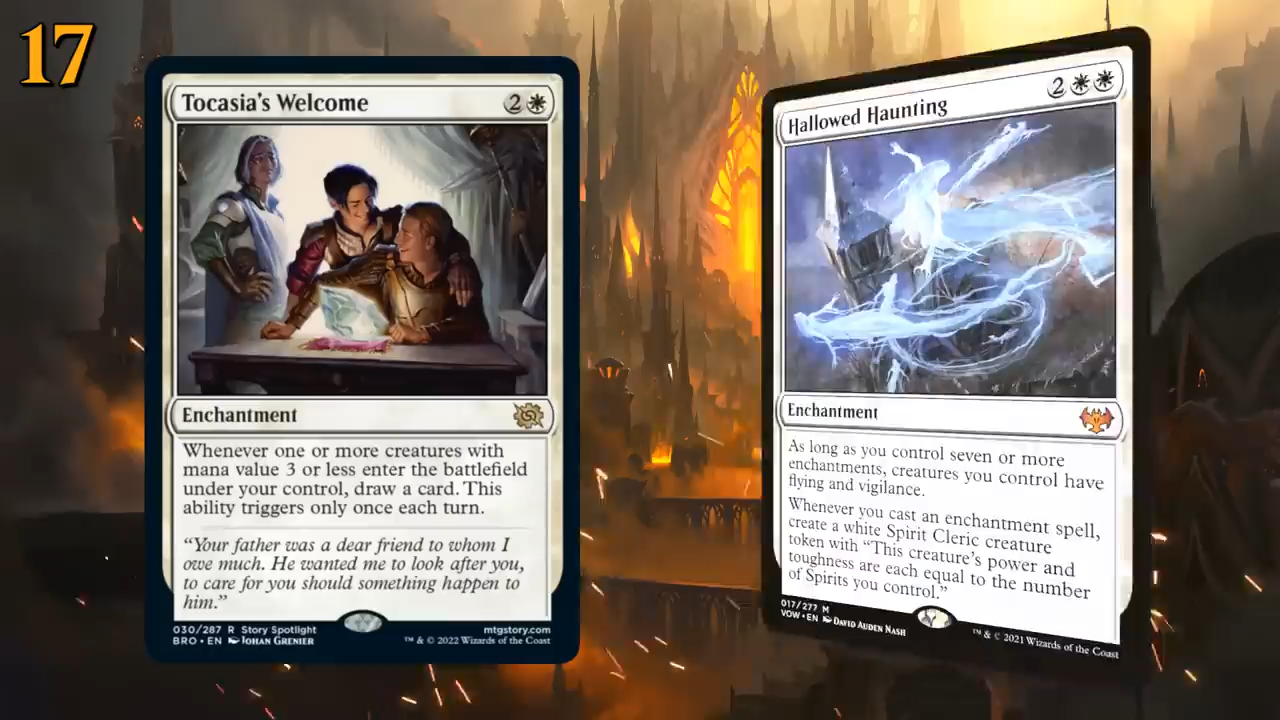 17
Tocasia's Welcome
2
Enchantment
Whenever one or more creatures with
mana value 3 or less enter the battlefield
under your control, draw a card. This
ability triggers only once each turn.
“Your father was a dear friend to whom I
owe much. He wanted me to look after you,
to care for you should something happen to
him.”
030/287 R Story Spotlight
BRO • EN Johan Grenier
mtgstory.com
™ & © 2022 Wizards of the Coast
Hallowed Haunting
2
Enchantment
As long as you control seven or more
enchantments, creatures you control have
flying and vigilance.
Whenever you cast an enchantment spell,
create a white Spirit Cleric creature
token with “This creature's power and
toughness are each equal to the number
of Spirits you control.”
017/277 M
VOW • EN David Auden Nash
™ & © 2021 Wizards of the Coast